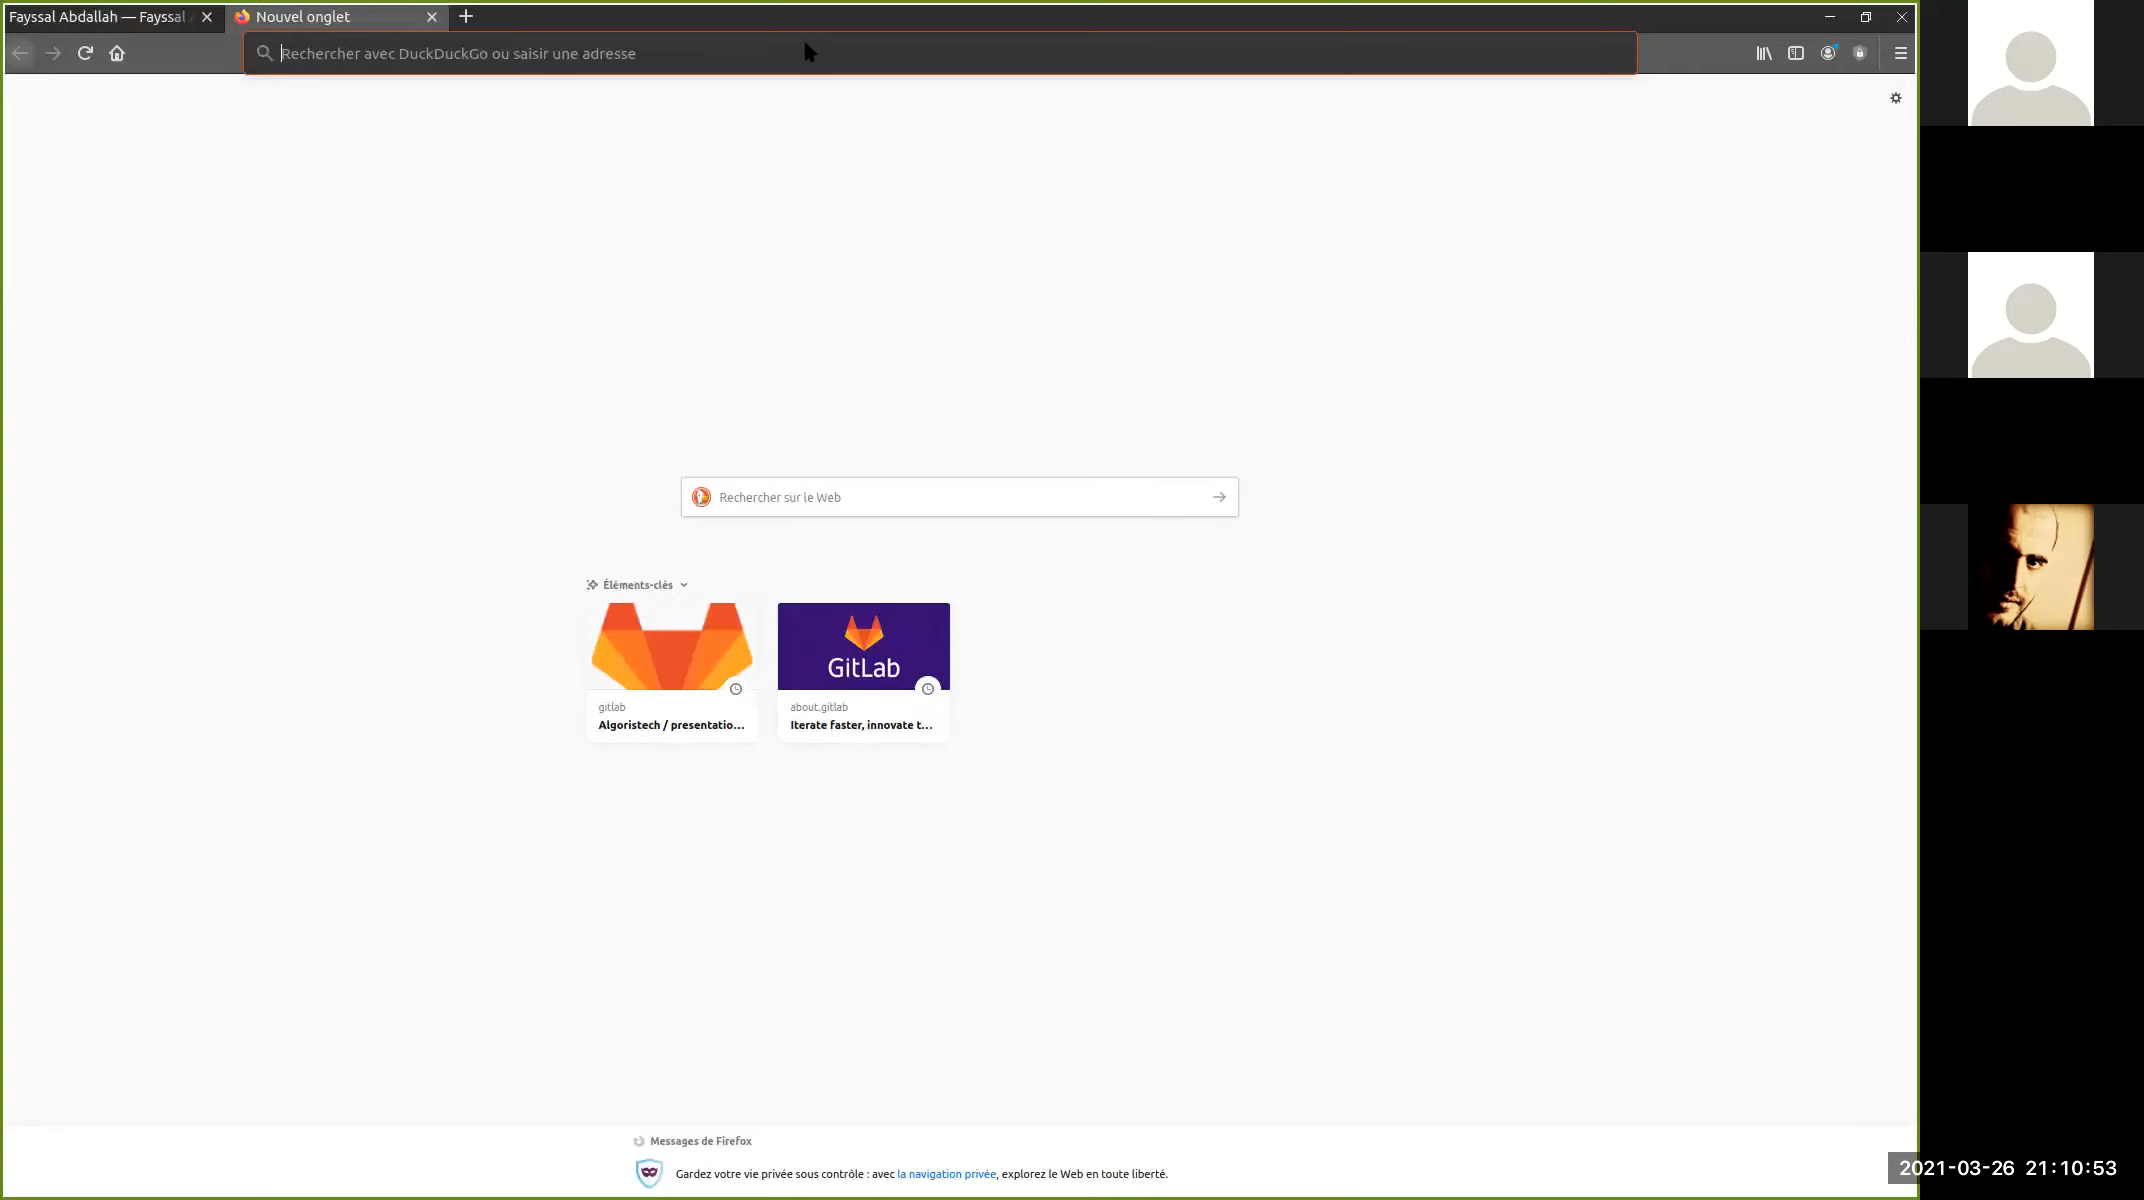 Fayssal Abdallah — Fayssal
Nouvel onglet
Rechercher avec DuckDuckGo ou saisir une adresse
Rechercher sur le Web
Éléments-clés
GitLab
gitlab
Algoristech / presentatio...
about.gitlab
Iterate faster, innovate t...
Messages de Firefox
Gardez votre vie privée sous contrôle : avec la navigation privée, explorez le Web en toute liberté.
2021-03-26 21:10:53